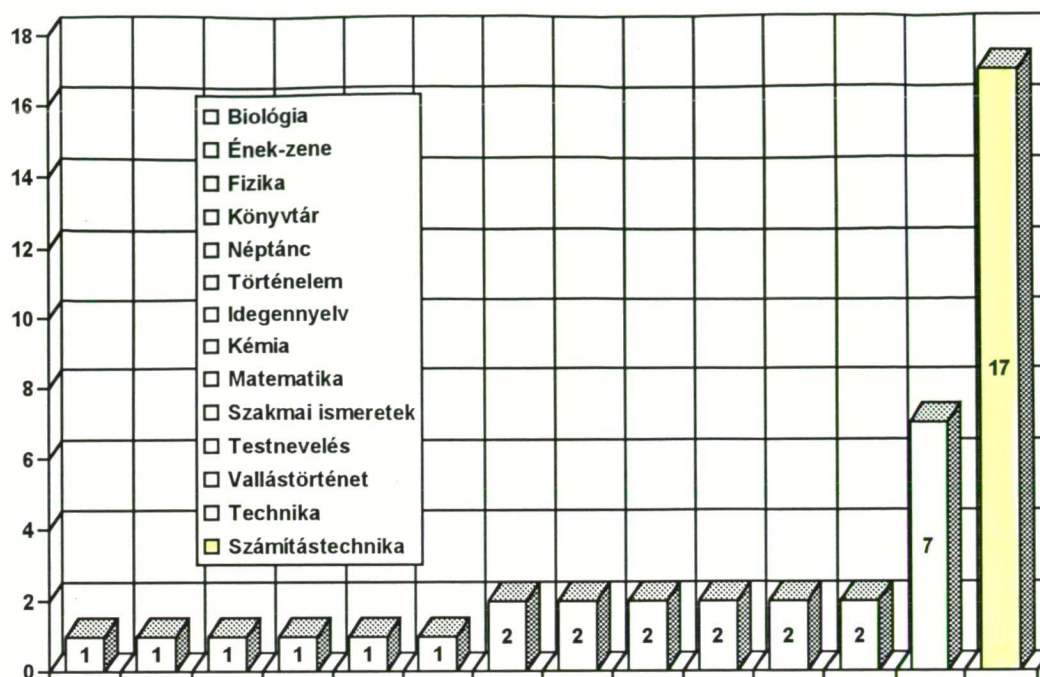 18
16
14
12
10
8
6
4
2
0
Biológia
Ének-zene
Fizika
Könyvtár
Néptánc
Történelem
Idegennyelv
Kémia
Matematika
Szakmai ismeretek
Testnevelés
Vallástörténet
Technika
Számítástechnika
1 1 1 1 1 1 2 2 2 2 2 2 7 17